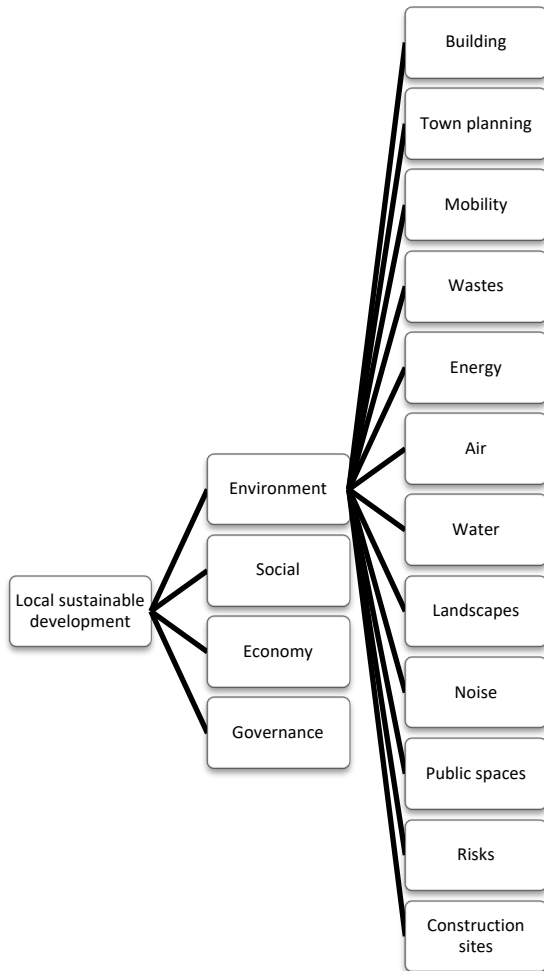 Local sustainable
development
Environment
Social
Economy
Governance
Building
Town planning
Mobility
Wastes
Energy
Air
Water
Landscapes
Noise
Public spaces
Risks
Construction
sites